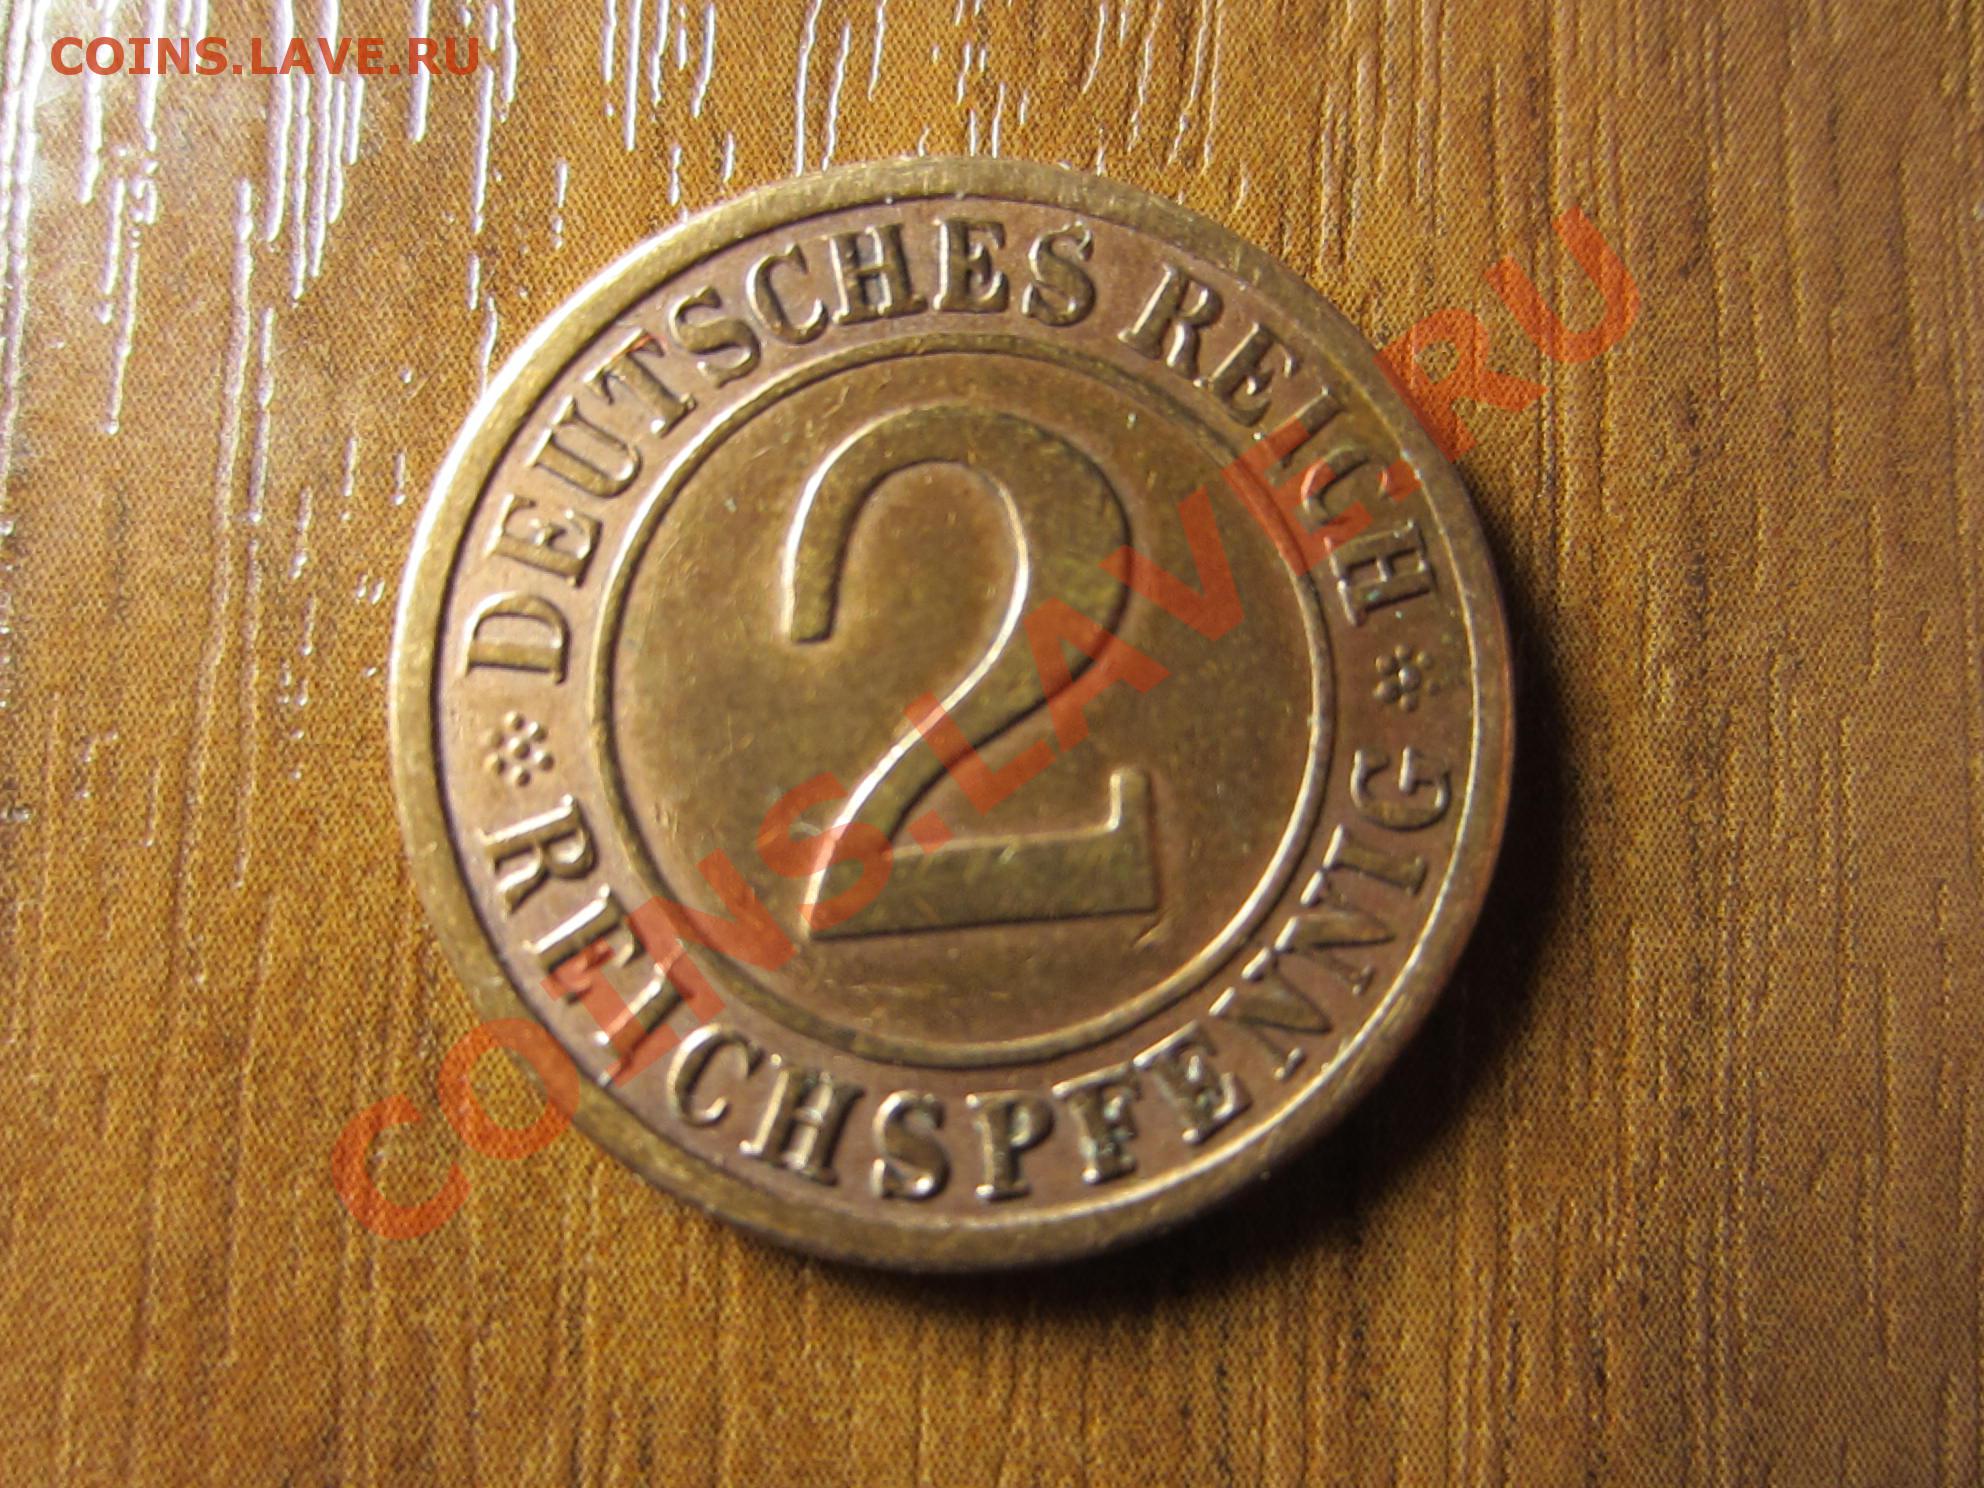 COINS.LAVE.RU
DEUTSCHES REICH
2
REICHSPFENNIG
COINS.LAVE.RU